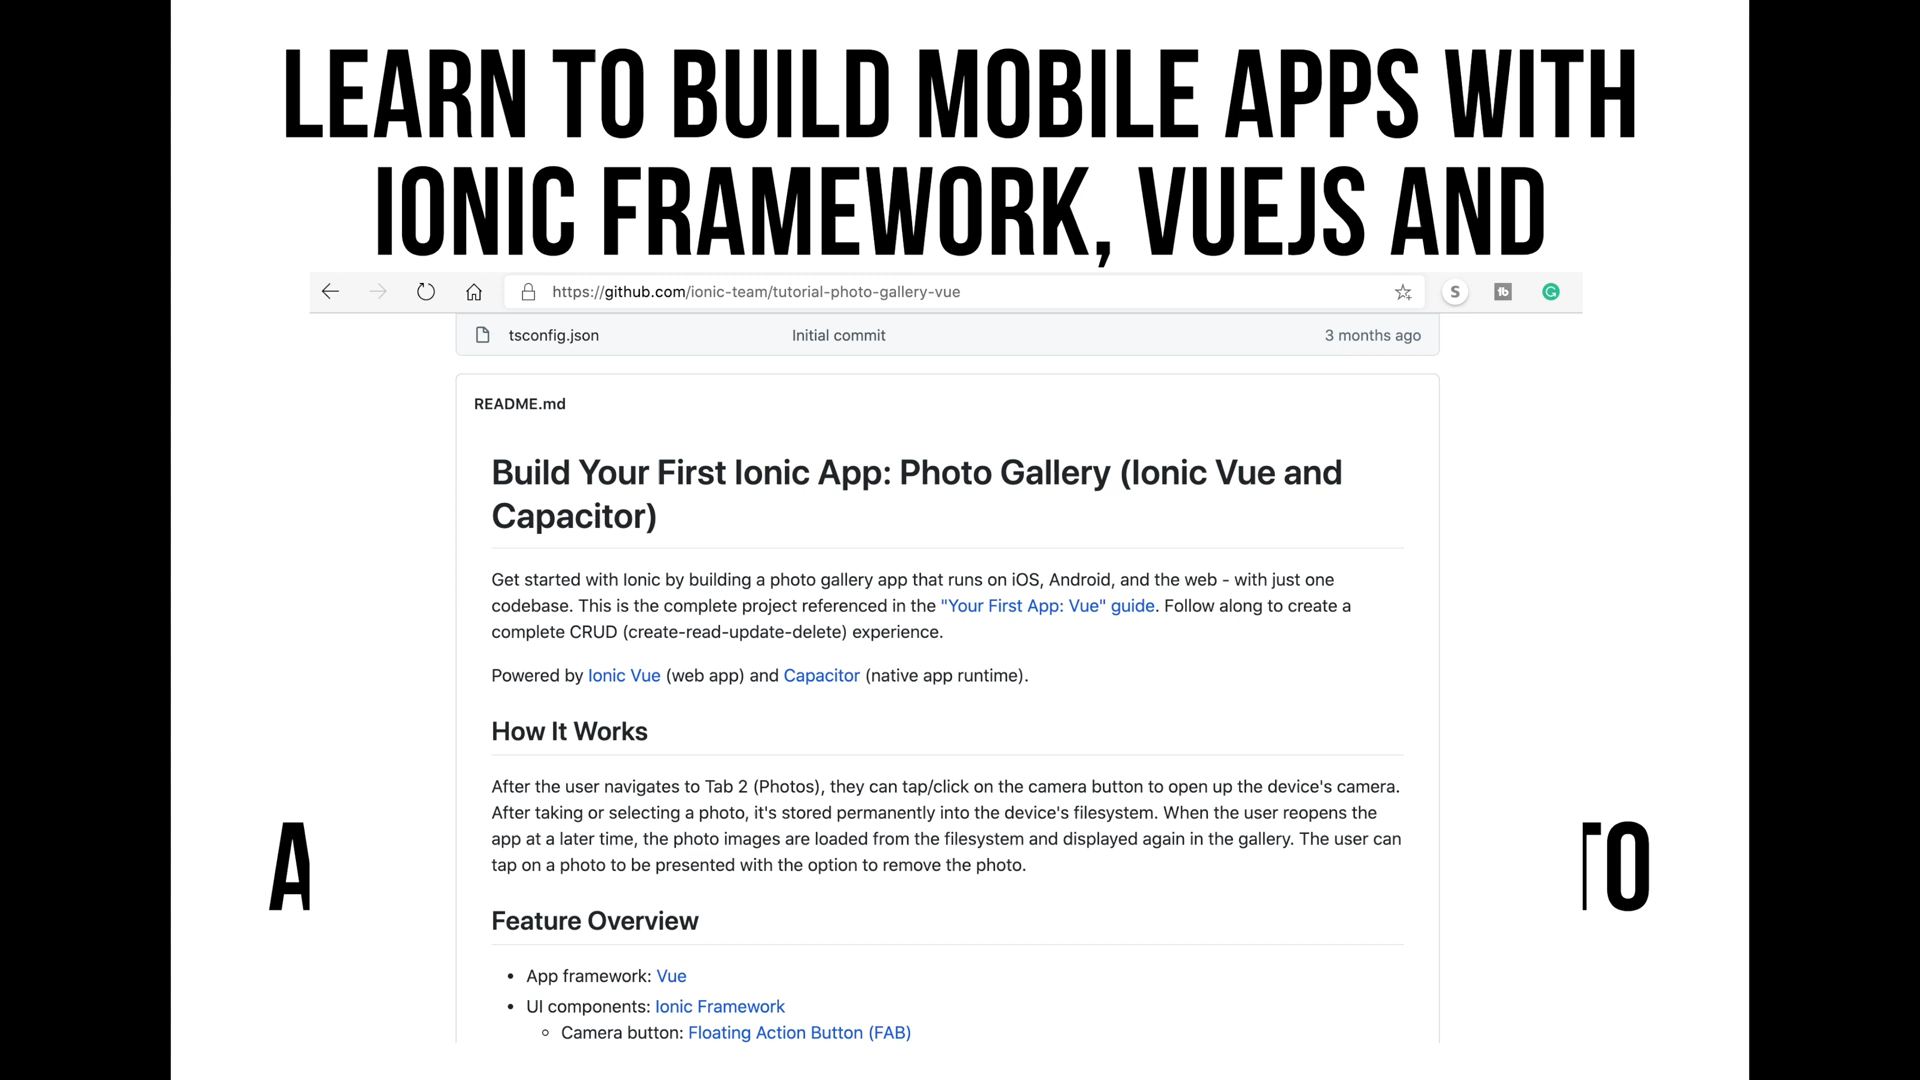 LEARN TO BUILD MOBILE APPS WITH
IONIC FRAMEWORK, VUEJS AND
https://github.com/ionic-team/tutorial-photo-gallery-vue
S
tb
G
tsconfig.json Initial commit 3 months ago
README.md
Build Your First Ionic App: Photo Gallery (Ionic Vue and
Capacitor)
Get started with Ionic by building a photo gallery app that runs on iOS, Android, and the web - with just one
codebase. This is the complete project referenced in the "Your First App: Vue" guide. Follow along to create a
complete CRUD (create-read-update-delete) experience.
Powered by Ionic Vue (web app) and Capacitor (native app runtime).
How It Works
After the user navigates to Tab 2 (Photos), they can tap/click on the camera button to open up the device's camera.
After taking or selecting a photo, it's stored permanently into the device's filesystem. When the user reopens the
app at a later time, the photo images are loaded from the filesystem and displayed again in the gallery. The user can
tap on a photo to be presented with the option to remove the photo.
A TO
Feature Overview
• App framework: Vue
• UI components: Ionic Framework
◦ Camera button: Floating Action Button (FAB)